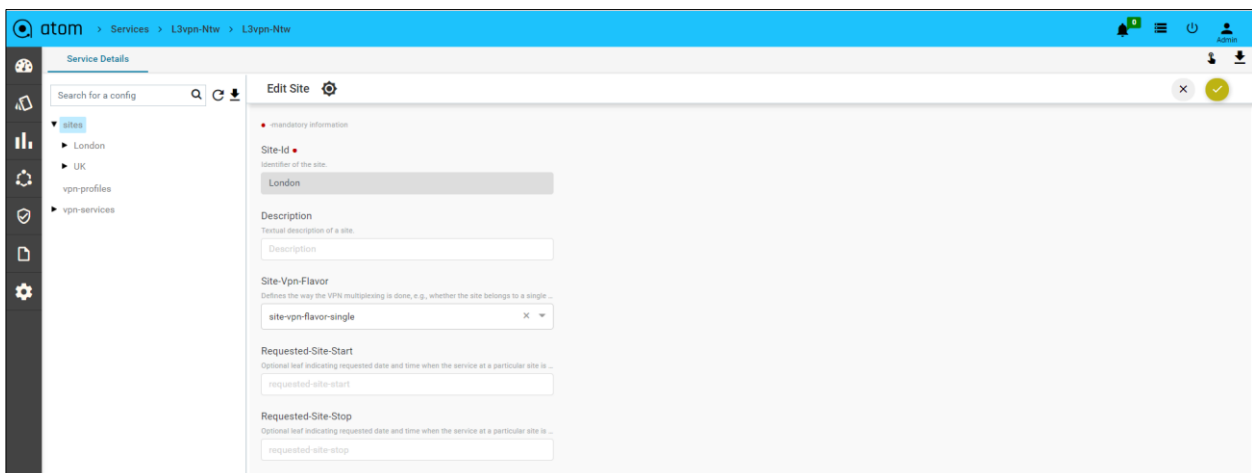 atom > Services > L3vpn-Ntw > L3vpn-Ntw
0
Admin
Service Details
Search for a config
sites
London
UK
vpn-profiles
vpn-services
Edit Site
-mandatory information
Site-Id
Identifier of the site.
London
Description
Textual description of a site.
Description
Site-Vpn-Flavor
Defines the way the VPN multiplexing is done, e.g., whether the site belongs to a single ...
site-vpn-flavor-single
Requested-Site-Start
Optional leaf indicating requested date and time when the service at a particular site is ...
requested-site-start
Requested-Site-Stop
Optional leaf indicating requested date and time when the service at a particular site is ...
requested-site-stop